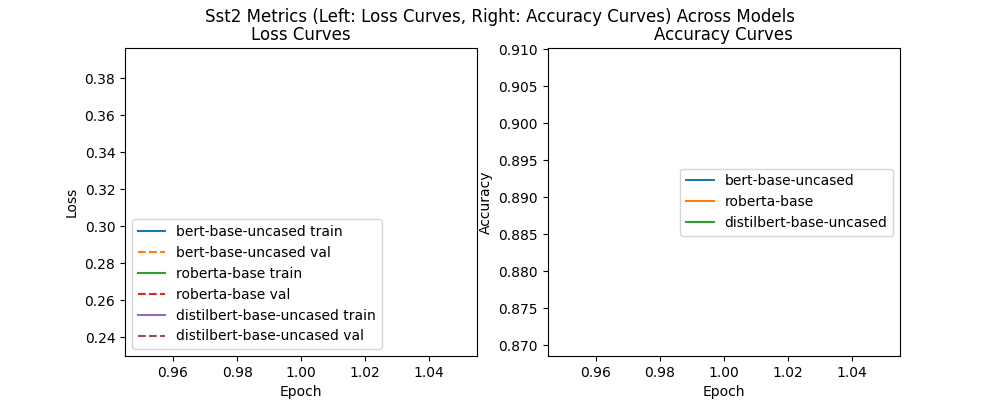 Sst2 Metrics (Left: Loss Curves, Right: Accuracy Curves) Across Models
Loss Curves
0.38
0.36
0.34
0.32
0.30
0.28
0.26
0.24
Loss
bert-base-uncased train
bert-base-uncased val
roberta-base train
roberta-base val
distilbert-base-uncased train
distilbert-base-uncased val
0.96 0.98 1.00 1.02 1.04
Epoch
Accuracy Curves
0.910
0.905
0.900
0.895
0.890
0.885
0.880
0.875
0.870
Accuracy
bert-base-uncased
roberta-base
distilbert-base-uncased
0.96 0.98 1.00 1.02 1.04
Epoch